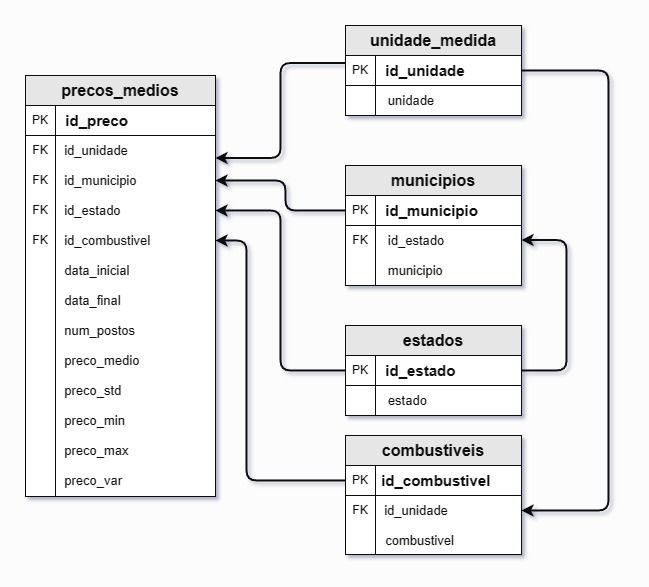 precos_medios
PK id_preco
FK id_unidade
FK id_municipio
FK id_estado
FK id_combustivel
data_inicial
data_final
num_postos
preco_medio
preco_std
preco_min
preco_max
preco_var
unidade_medida
PK id_unidade
unidade
municipios
PK id_municipio
FK id_estado
municipio
estados
PK id_estado
estado
combustiveis
PK id_combustivel
FK id_unidade
combustivel